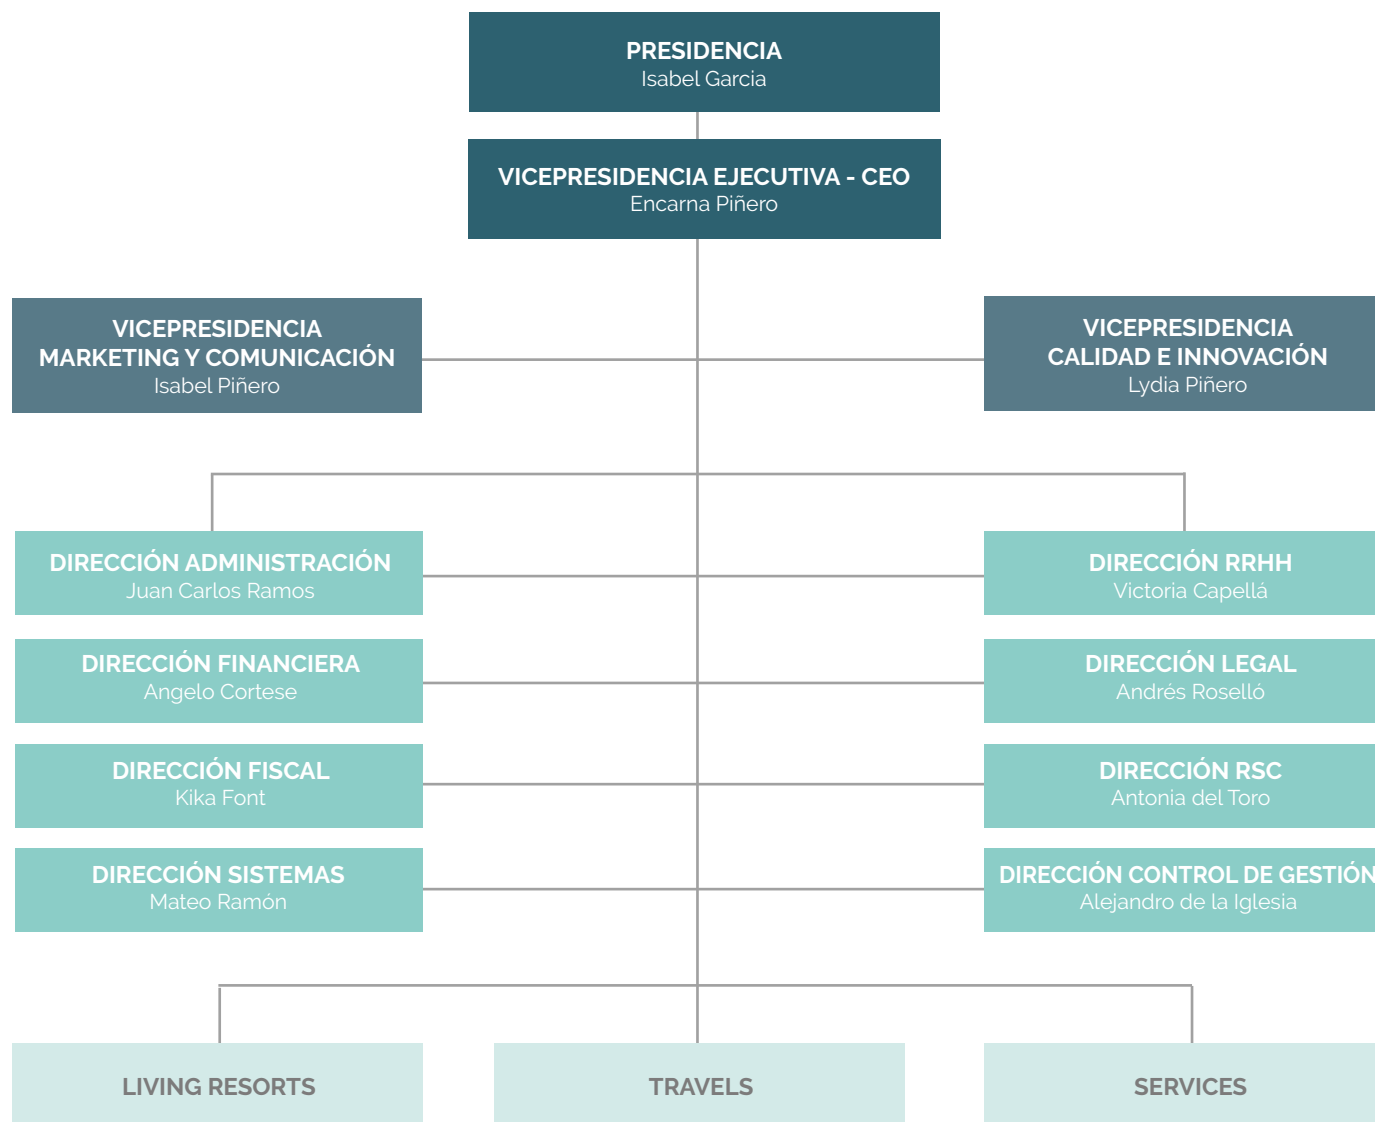 PRESIDENCIA
Isabel Garcia
VICEPRESIDENCIA EJECUTIVA - CEO
Encarna Piñero
VICEPRESIDENCIA
MARKETING Y COMUNICACIÓN
Isabel Piñero
VICEPRESIDENCIA
CALIDAD E INNOVACIÓN
Lydia Piñero
DIRECCIÓN ADMINISTRACIÓN
Juan Carlos Ramos
DIRECCIÓN RRHH
Victoria Capellá
DIRECCIÓN FINANCIERA
Angelo Cortese
DIRECCIÓN LEGAL
Andrés Roselló
DIRECCIÓN FISCAL
Kika Font
DIRECCIÓN RSC
Antonia del Toro
DIRECCIÓN SISTEMAS
Mateo Ramón
DIRECCIÓN CONTROL DE GESTIÓN
Alejandro de la Iglesia
LIVING RESORTS
TRAVELS
SERVICES